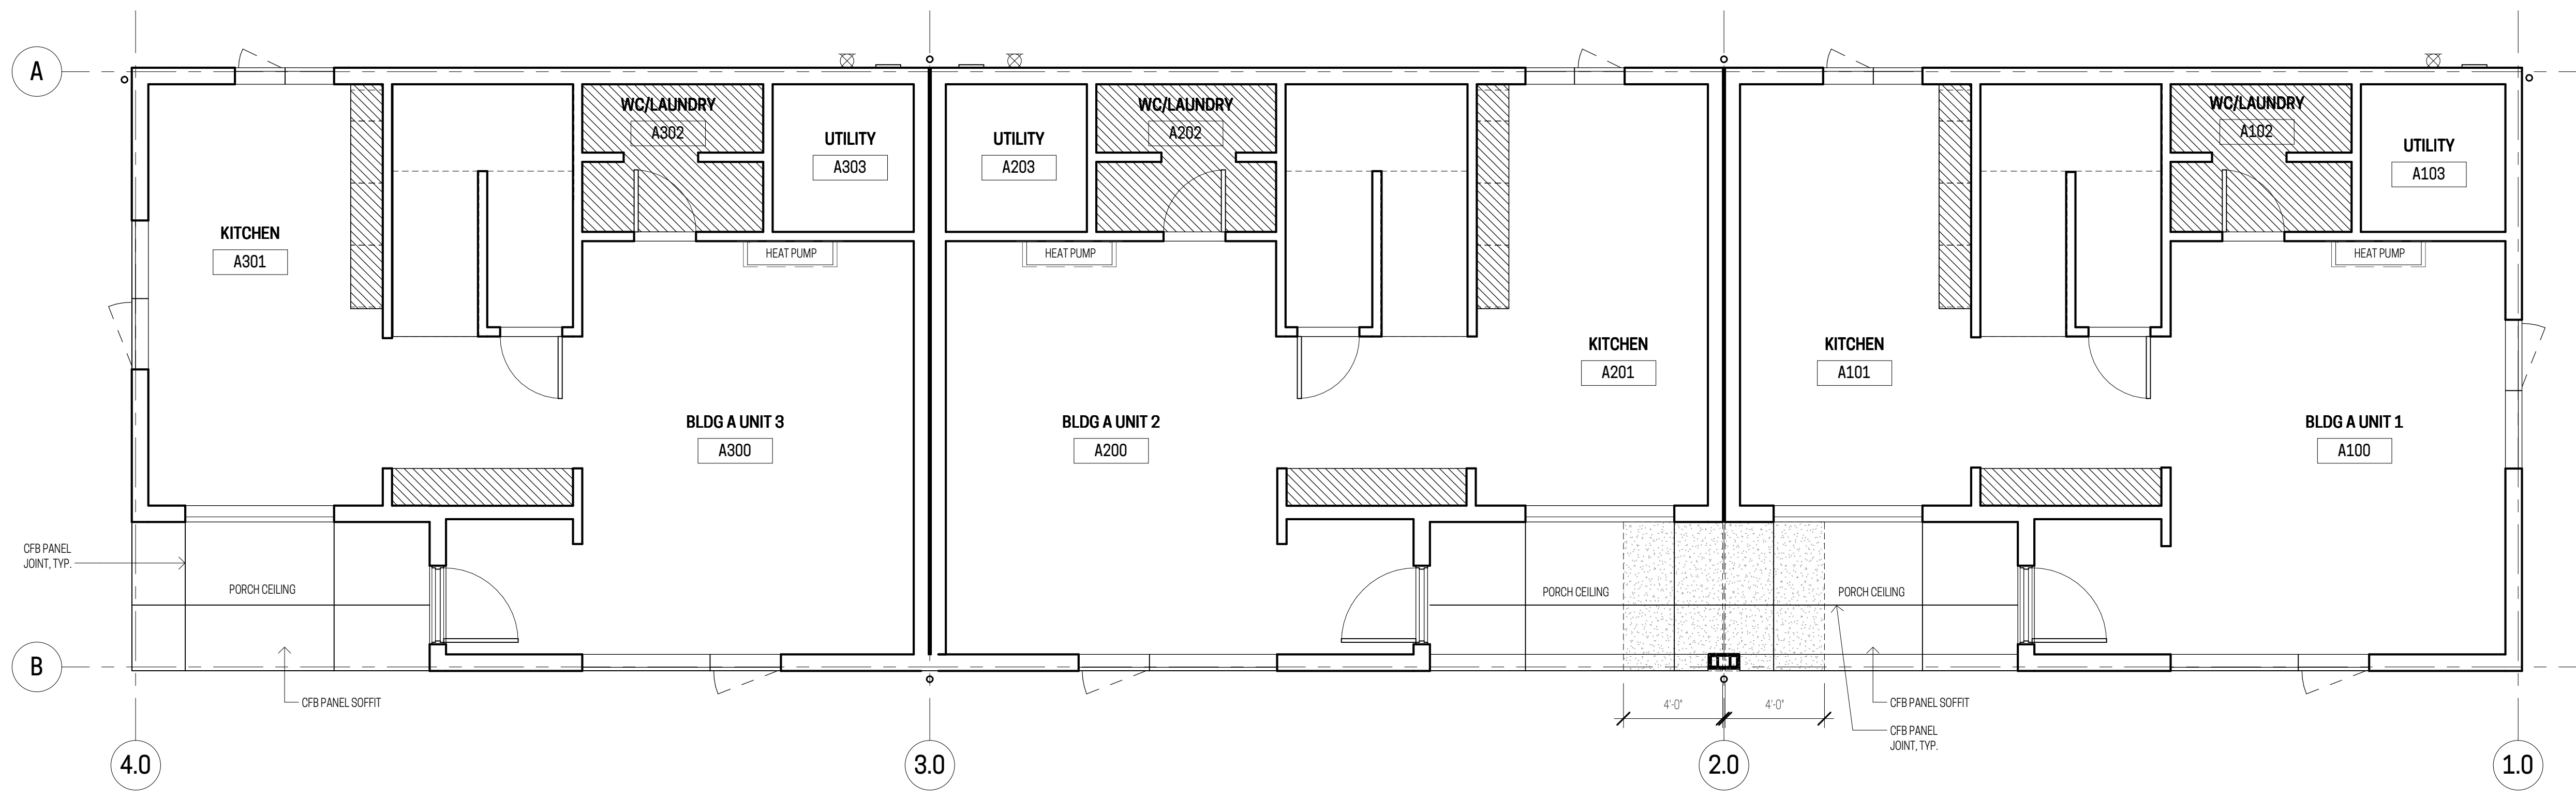 A
WC/LAUNDRY
A302
UTILITY
A303
UTILITY
A203
WC/LAUNDRY
A202
WC/LAUNDRY
A102
UTILITY
A103
KITCHEN
A301
HEAT PUMP
HEAT PUMP
HEAT PUMP
KITCHEN
A201
KITCHEN
A101
BLDG A UNIT 3
A300
BLDG A UNIT 2
A200
BLDG A UNIT 1
A100
CFB PANEL
JOINT, TYP.
PORCH CEILING
PORCH CEILING
PORCH CEILING
B
CFB PANEL SOFFIT
4'-0"
4'-0"
CFB PANEL SOFFIT
CFB PANEL
JOINT, TYP.
4.0
3.0
2.0
1.0